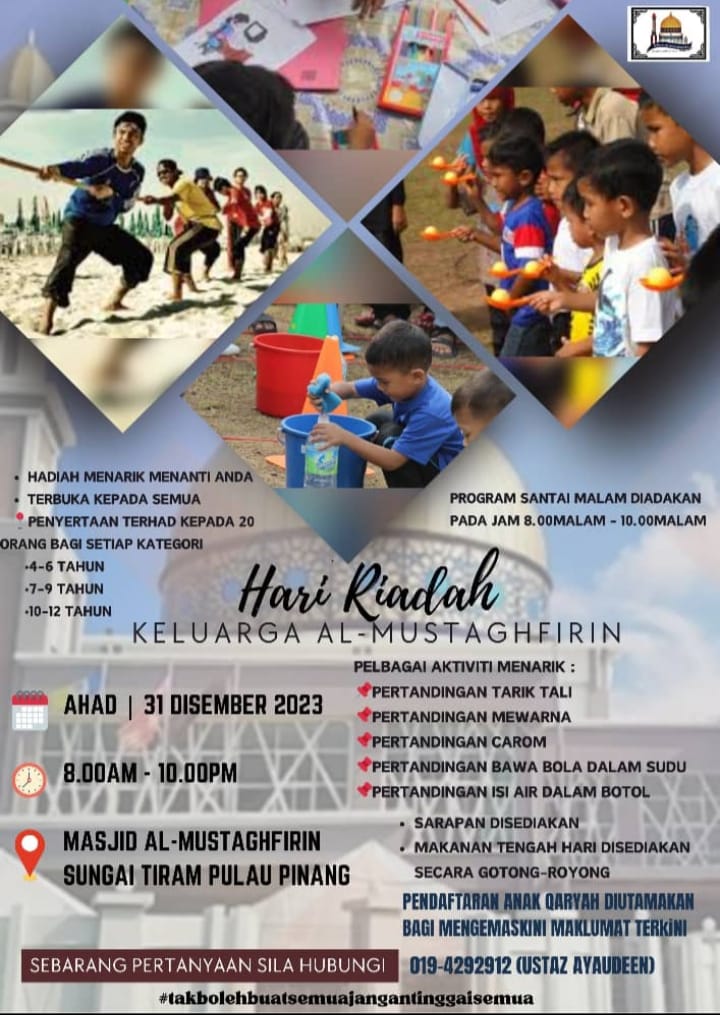 • HADIAH MENARIK MENANTI ANDA
• TERBUKA KEPADA SEMUA
📍 PENYERTAAN TERHAD KEPADA 20
ORANG BAGI SETIAP KATEGORI
•4-6 TAHUN
•7-9 TAHUN
•10-12 TAHUN
PROGRAM SANTAI MALAM DIADAKAN
PADA JAM 8.00MALAM - 10.00MALAM
Hari Riadah
KELUARGA AL-MUSTAGHFIRIN
AHAD | 31 DISEMBER 2023
8.00AM - 10.00PM
MASJID AL-MUSTAGHFIRIN
SUNGAI TIRAM PULAU PINANG
PELBAGAI AKTIVITI MENARIK :
📌PERTANDINGAN TARIK TALI
📌PERTANDINGAN MEWARNA
📌PERTANDINGAN CAROM
📌PERTANDINGAN BAWA BOLA DALAM SUDU
📌PERTANDINGAN ISI AIR DALAM BOTOL
• SARAPAN DISEDIAKAN
• MAKANAN TENGAH HARI DISEDIAKAN
SECARA GOTONG-ROYONG
PENDAFTARAN ANAK QARYAH DIUTAMAKAN
BAGI MENGEMASKINI MAKLUMAT TERKINI
SEBARANG PERTANYAAN SILA HUBUNGI
019-4292912 (USTAZ AYAUDEEN)
#takbolehbuatsemuajangantinggaisemua